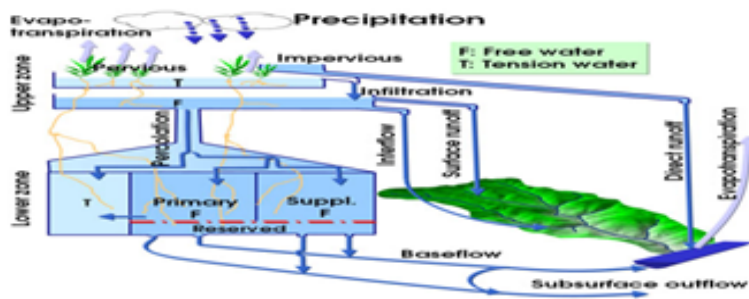 Evapo-
transpiration
Precipitation
Pervious
Impervious
F: Free water
T: Tension water
Upper zone
T
F
Infiltration
Percolation
Interflow
Surface runoff
Direct runoff
Evapotranspiration
Lower zone
T
Primary
F
Suppl.
F
Reserved
Baseflow
Subsurface outflow